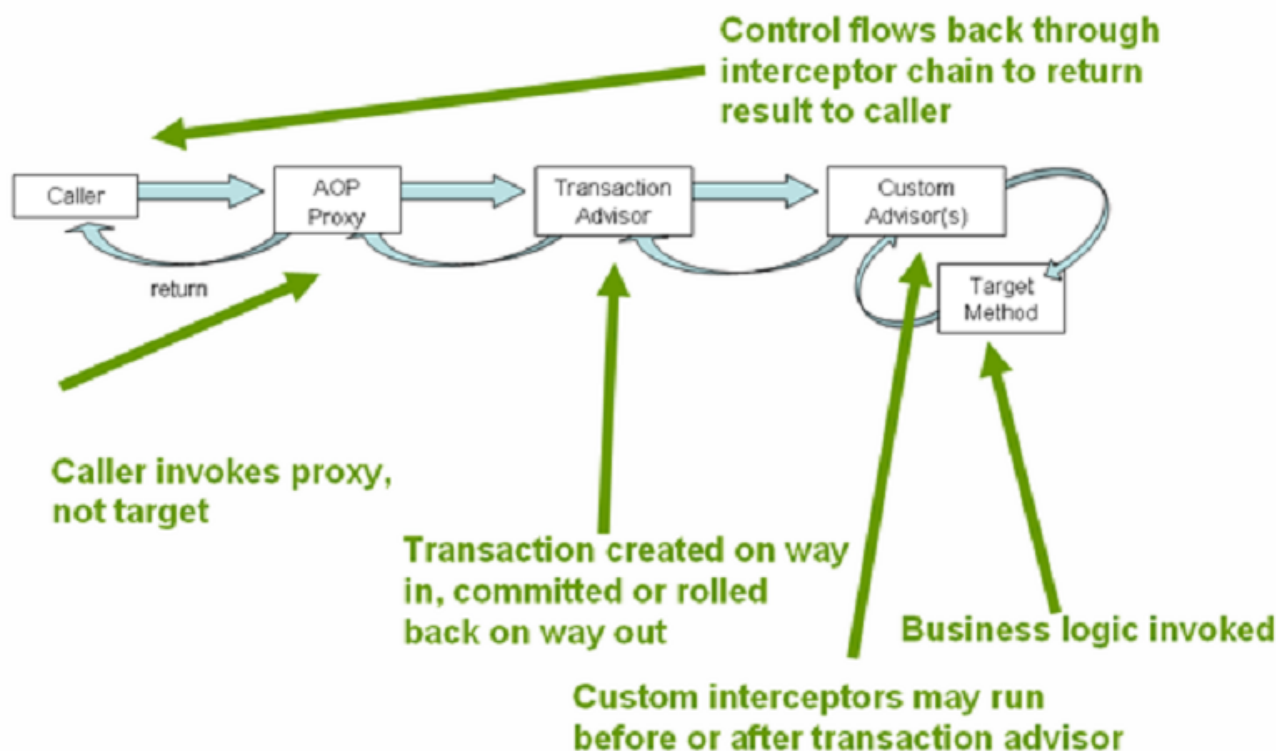 Control flows back through
interceptor chain to return
result to caller
Caller
AOP
Proxy
Transaction
Advisor
Custom
Advisor(s)
return
Target
Method
Caller invokes proxy,
not target
Transaction created on way
in, committed or rolled
back on way out
Business logic invoked
Custom interceptors may run
before or after transaction advisor